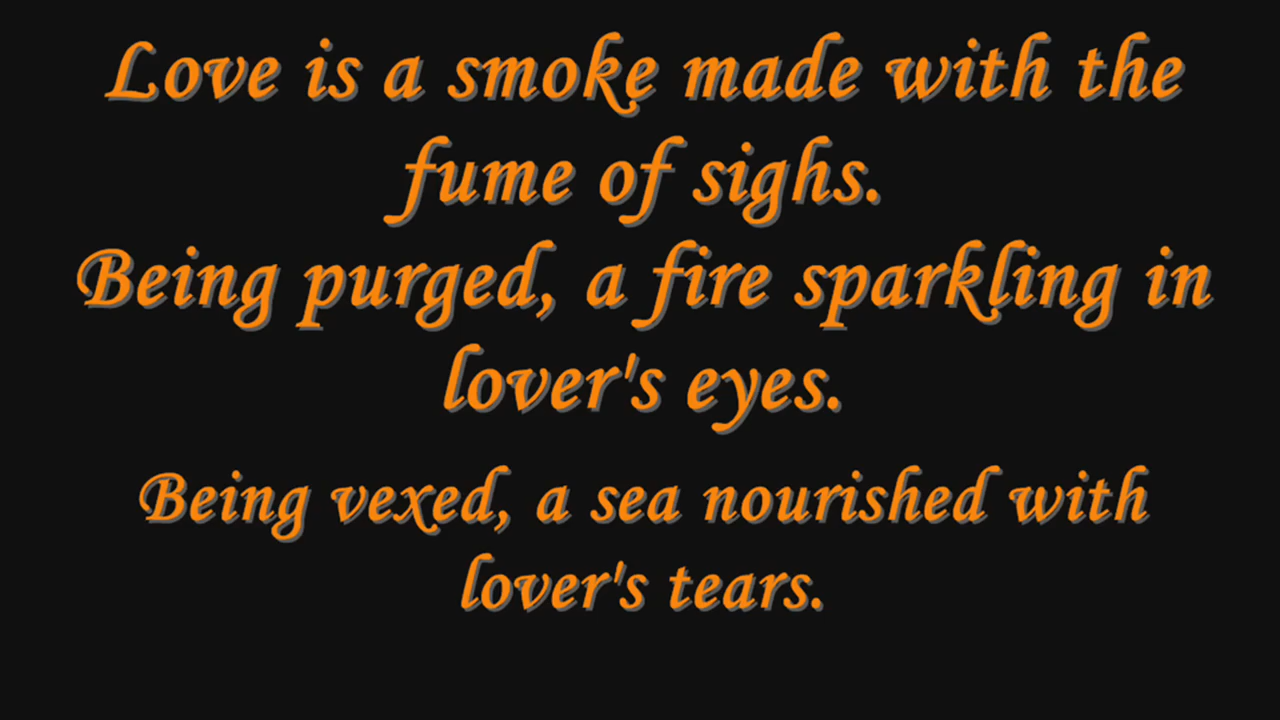 Love is a smoke made with the
fume of sighs.
Being purged, a fire sparkling in
lover's eyes.
Being vexed, a sea nourished with
lover's tears.